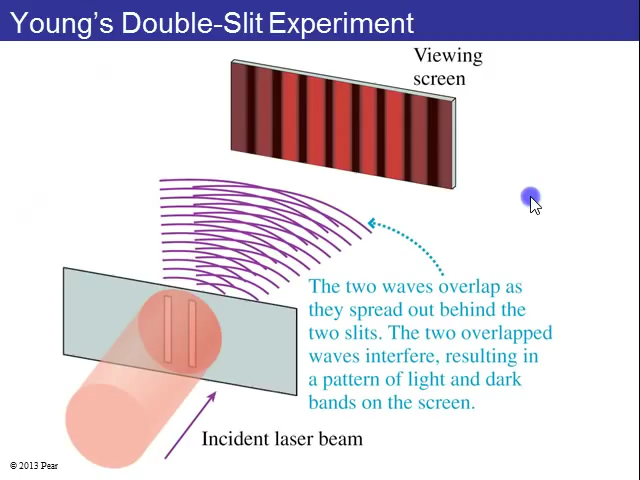 Young's Double-Slit Experiment
Viewing
screen
The two waves overlap as
they spread out behind the
two slits. The two overlapped
waves interfere, resulting in
a pattern of light and dark
bands on the screen.
Incident laser beam
© 2013 Pear